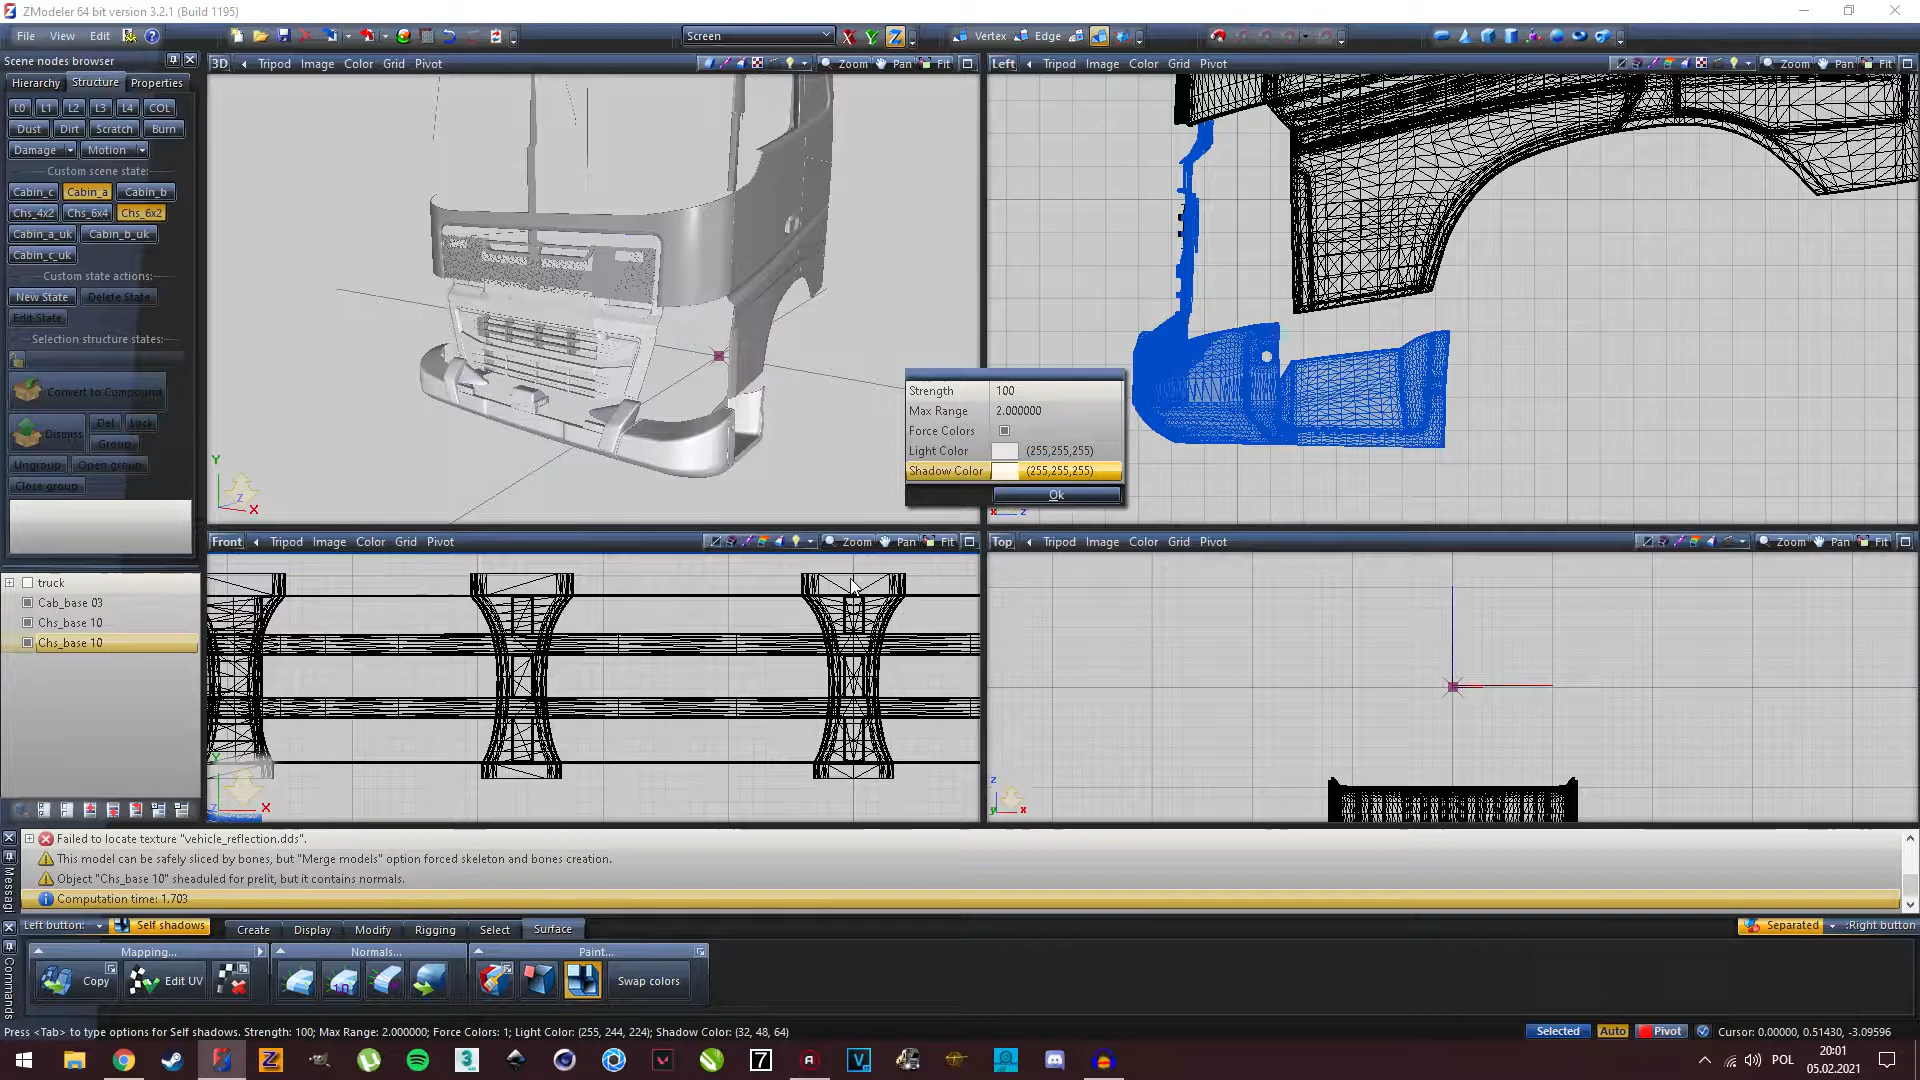 ZModeler 64 bit version 3.2.1 (Build 1195)
File View Edit
Screen
Vertex Edge
Scene nodes browser
Hierarchy Structure Properties
L0 L1 L2 L3 L4 COL
Dust Dirt Scratch Burn
Damage Motion
Custom scene state:
Cabin_c Cabin_a Cabin_b
Chs_4x2 Chs_6x4 Chs_6x2
Cabin_a_uk Cabin_b_uk
Cabin_c_uk
Custom state actions:
New State Delete State
Edit State
Selection structure states:
Convert to Compound
Dismiss Del Lock
Group
Ungroup Open group
Close group
truck
Cab_base 03
Chs_base 10
Chs_base 10
3D Tripod Image Color Grid Pivot Zoom Pan Fit
Y
Z
X
Left Tripod Image Color Grid Pivot Zoom Pan Fit
x z
Strength 100
Max Range 2.000000
Force Colors
Light Color (255,255,255)
Shadow Color (255,255,255)
Ok
Front Tripod Image Color Grid Pivot Zoom Pan Fit
Y
Z X
Top Tripod Image Color Grid Pivot Zoom Pan Fit
z
y x
Messagi
Failed to locate texture "vehicle_reflection.dds".
This model can be safely sliced by bones, but "Merge models" option forced skeleton and bones creation.
Object "Chs_base 10" sheaduled for prelit, but it contains normals.
Computation time: 1.703
Left button: Self shadows Create Display Modify Rigging Select Surface Separated :Right button
Commands
Mapping... Normals... Paint...
Copy Edit UV Swap colors
Press <Tab> to type options for Self shadows. Strength: 100; Max Range: 2.000000; Force Colors: 1; Light Color: (255, 244, 224); Shadow Color: (32, 48, 64)
Selected Auto Pivot Cursor: 0.00000, 0.51430, -3.09596
POL
20:01
05.02.2021